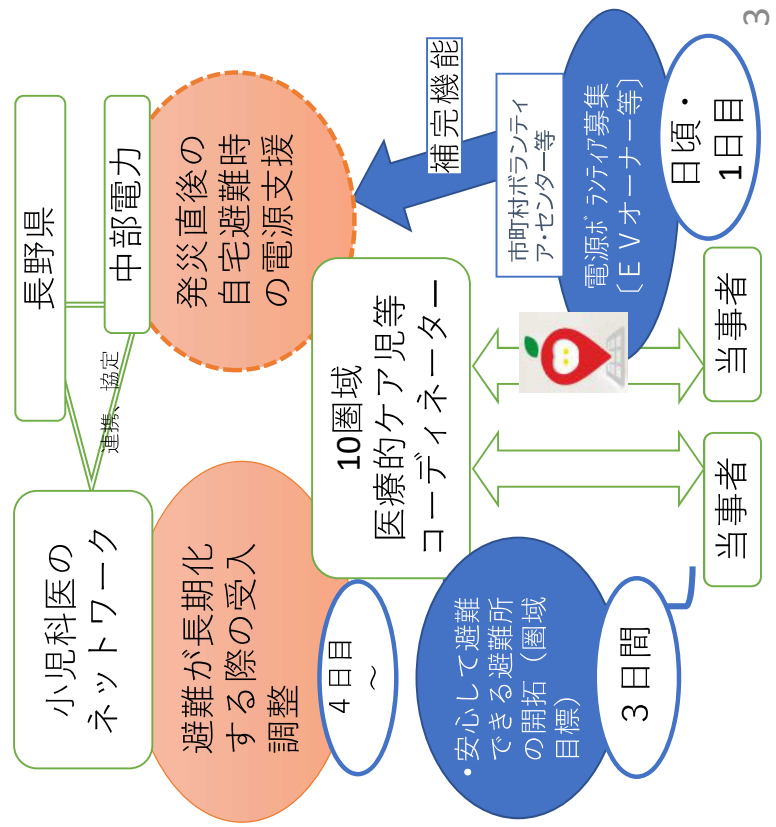 小児科医の
ネットワーク
長野県
中部電力
連携、協定
避難が長期化
する際の受入
調整
発災直後の
自宅避難時
の電源支援
4日目
~
10圏域
医療的ケア児等
コーディネーター
補完機能
市町村ボランティ
ア・センター等
電源ボランティア募集
(EVオーナー等)
日頃・
1日目
・安心して避難
できる避難所
の開拓(圏域
目標)
3日間
当事者
当事者
3